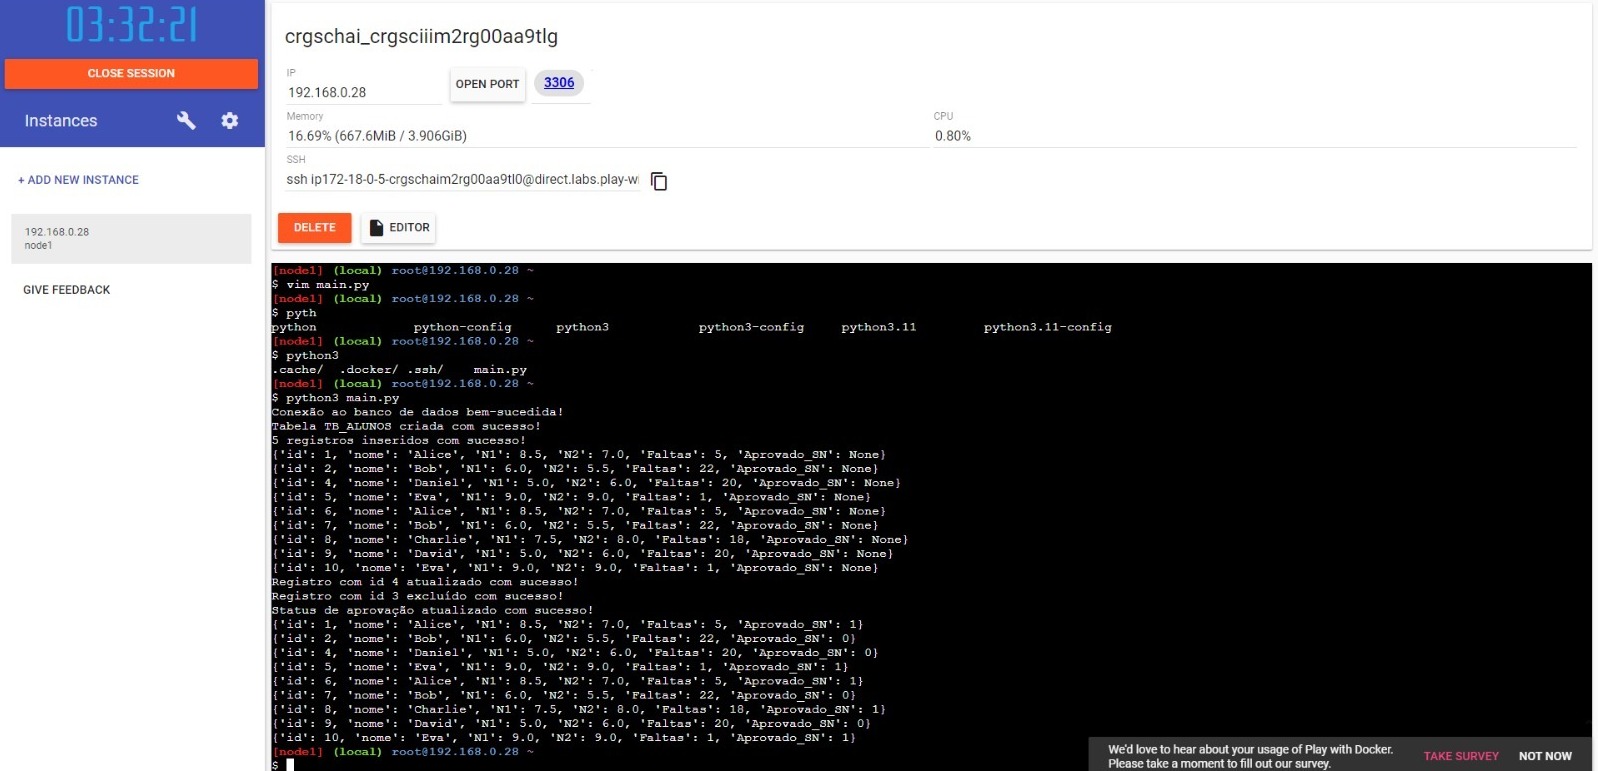 03:32:21
CLOSE SESSION
Instances
+ ADD NEW INSTANCE
192.168.0.28
node1
GIVE FEEDBACK
crgschai_crgsciiim2rg00aa9tlg
IP
192.168.0.28
OPEN PORT
3306
Memory
16.69% (667.6MiB / 3.906GiB)
CPU
0.80%
SSH
ssh ip172-18-0-5-crgschaim2rg00aa9tl0@direct.labs.play-wi
DELETE
EDITOR
[node1] (local) root@192.168.0.28 ~
$ vim main.py
[node1] (local) root@192.168.0.28 ~
$ pyth
python python-config python3 python3-config python3.11 python3.11-config
[node1] (local) root@192.168.0.28 ~
$ python3
.cache/ .docker/ .ssh/ main.py
[node1] (local) root@192.168.0.28 ~
$ python3 main.py
Conexão ao banco de dados bem-sucedida!
Tabela TB_ALUNOS criada com sucesso!
5 registros inseridos com sucesso!
{'id': 1, 'nome': 'Alice', 'N1': 8.5, 'N2': 7.0, 'Faltas': 5, 'Aprovado_SN': None}
{'id': 2, 'nome': 'Bob', 'N1': 6.0, 'N2': 5.5, 'Faltas': 22, 'Aprovado_SN': None}
{'id': 4, 'nome': 'Daniel', 'N1': 5.0, 'N2': 6.0, 'Faltas': 20, 'Aprovado_SN': None}
{'id': 5, 'nome': 'Eva', 'N1': 9.0, 'N2': 9.0, 'Faltas': 1, 'Aprovado_SN': None}
{'id': 6, 'nome': 'Alice', 'N1': 8.5, 'N2': 7.0, 'Faltas': 5, 'Aprovado_SN': None}
{'id': 7, 'nome': 'Bob', 'N1': 6.0, 'N2': 5.5, 'Faltas': 22, 'Aprovado_SN': None}
{'id': 8, 'nome': 'Charlie', 'N1': 7.5, 'N2': 8.0, 'Faltas': 18, 'Aprovado_SN': None}
{'id': 9, 'nome': 'David', 'N1': 5.0, 'N2': 6.0, 'Faltas': 20, 'Aprovado_SN': None}
{'id': 10, 'nome': 'Eva', 'N1': 9.0, 'N2': 9.0, 'Faltas': 1, 'Aprovado_SN': None}
Registro com id 4 atualizado com sucesso!
Registro com id 3 excluído com sucesso!
Status de aprovação atualizado com sucesso!
{'id': 1, 'nome': 'Alice', 'N1': 8.5, 'N2': 7.0, 'Faltas': 5, 'Aprovado_SN': 1}
{'id': 2, 'nome': 'Bob', 'N1': 6.0, 'N2': 5.5, 'Faltas': 22, 'Aprovado_SN': 0}
{'id': 4, 'nome': 'Daniel', 'N1': 5.0, 'N2': 6.0, 'Faltas': 20, 'Aprovado_SN': 0}
{'id': 5, 'nome': 'Eva', 'N1': 9.0, 'N2': 9.0, 'Faltas': 1, 'Aprovado_SN': 1}
{'id': 6, 'nome': 'Alice', 'N1': 8.5, 'N2': 7.0, 'Faltas': 5, 'Aprovado_SN': 1}
{'id': 7, 'nome': 'Bob', 'N1': 6.0, 'N2': 5.5, 'Faltas': 22, 'Aprovado_SN': 0}
{'id': 8, 'nome': 'Charlie', 'N1': 7.5, 'N2': 8.0, 'Faltas': 18, 'Aprovado_SN': 1}
{'id': 9, 'nome': 'David', 'N1': 5.0, 'N2': 6.0, 'Faltas': 20, 'Aprovado_SN': 0}
{'id': 10, 'nome': 'Eva', 'N1': 9.0, 'N2': 9.0, 'Faltas': 1, 'Aprovado_SN': 1}
[node1] (local) root@192.168.0.28 ~
$
We'd love to hear about your usage of Play with Docker.
Please take a moment to fill out our survey.
TAKE SURVEY
NOT NOW